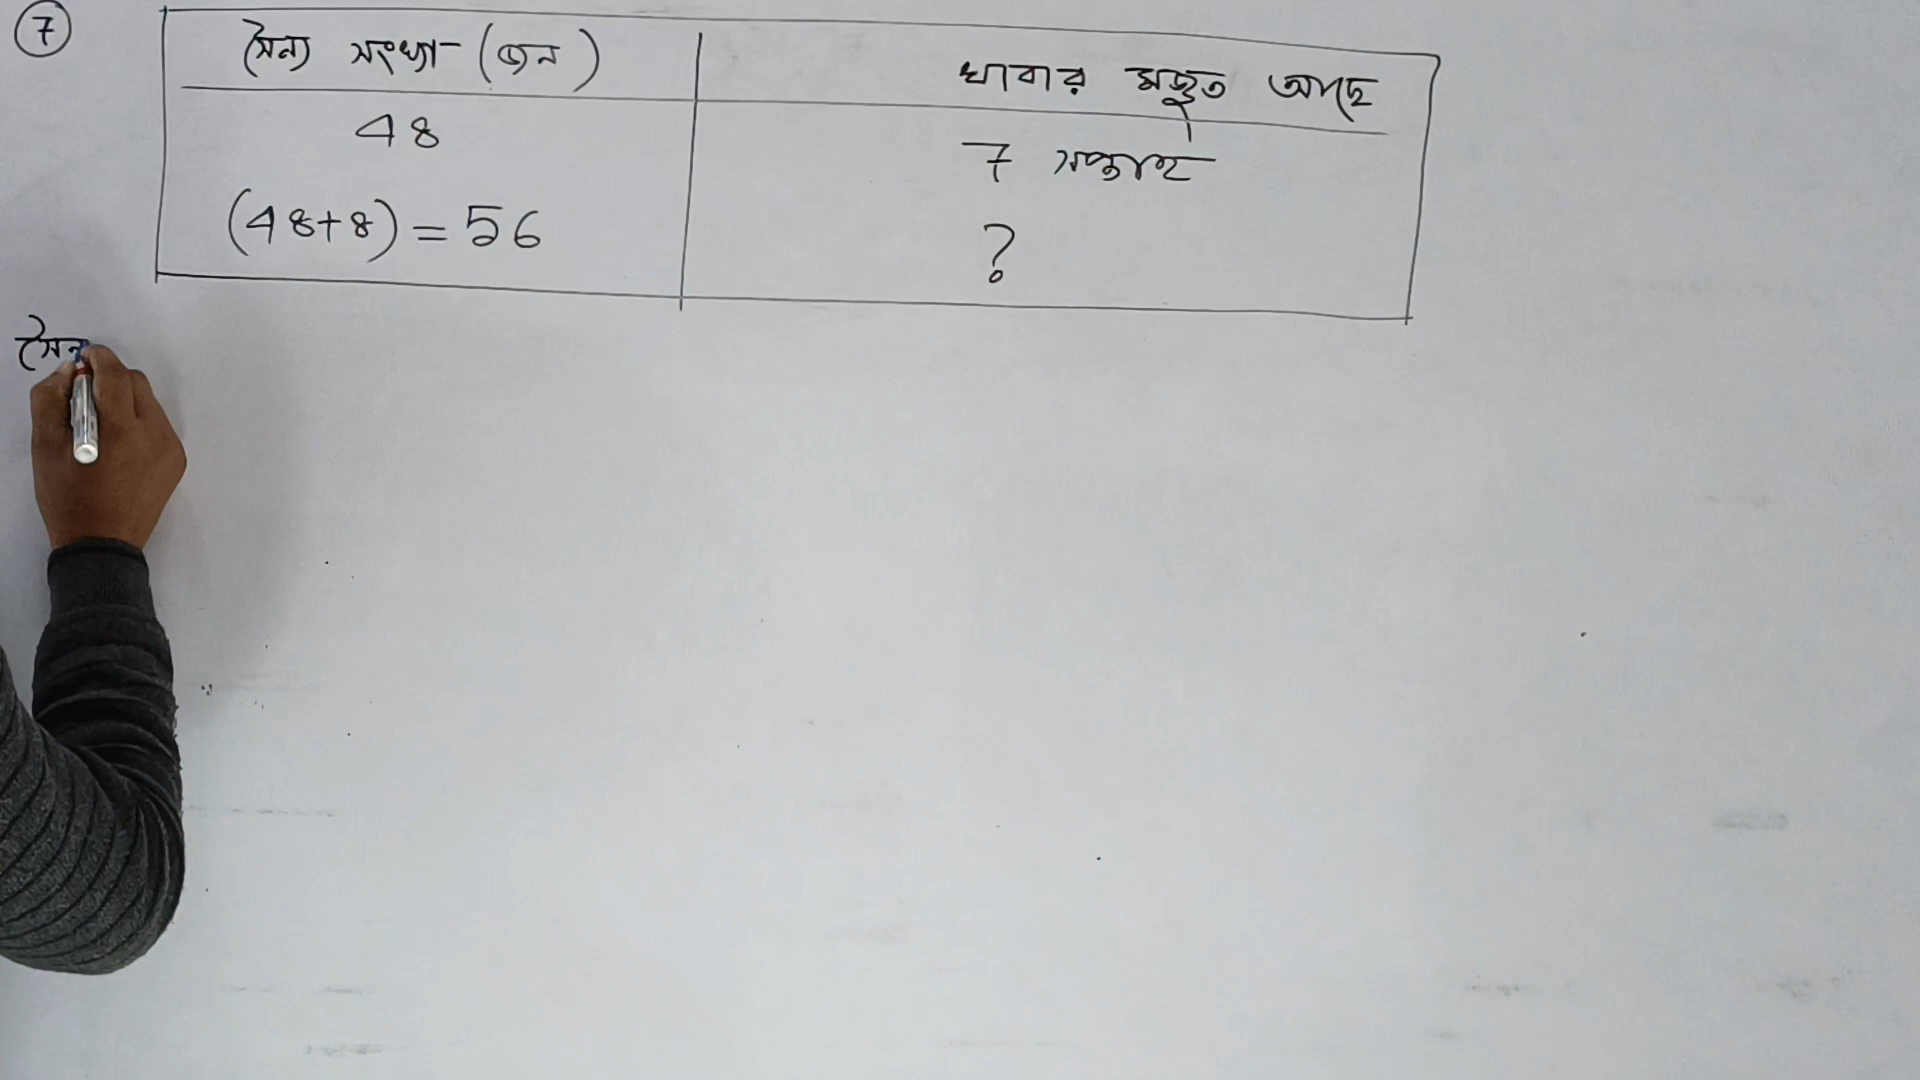 7
সৈন্য সংখ্যা (জন) খাবার মজুত আছে
48 7 সপ্তাহ
(48+8) = 56 ?
সৈন